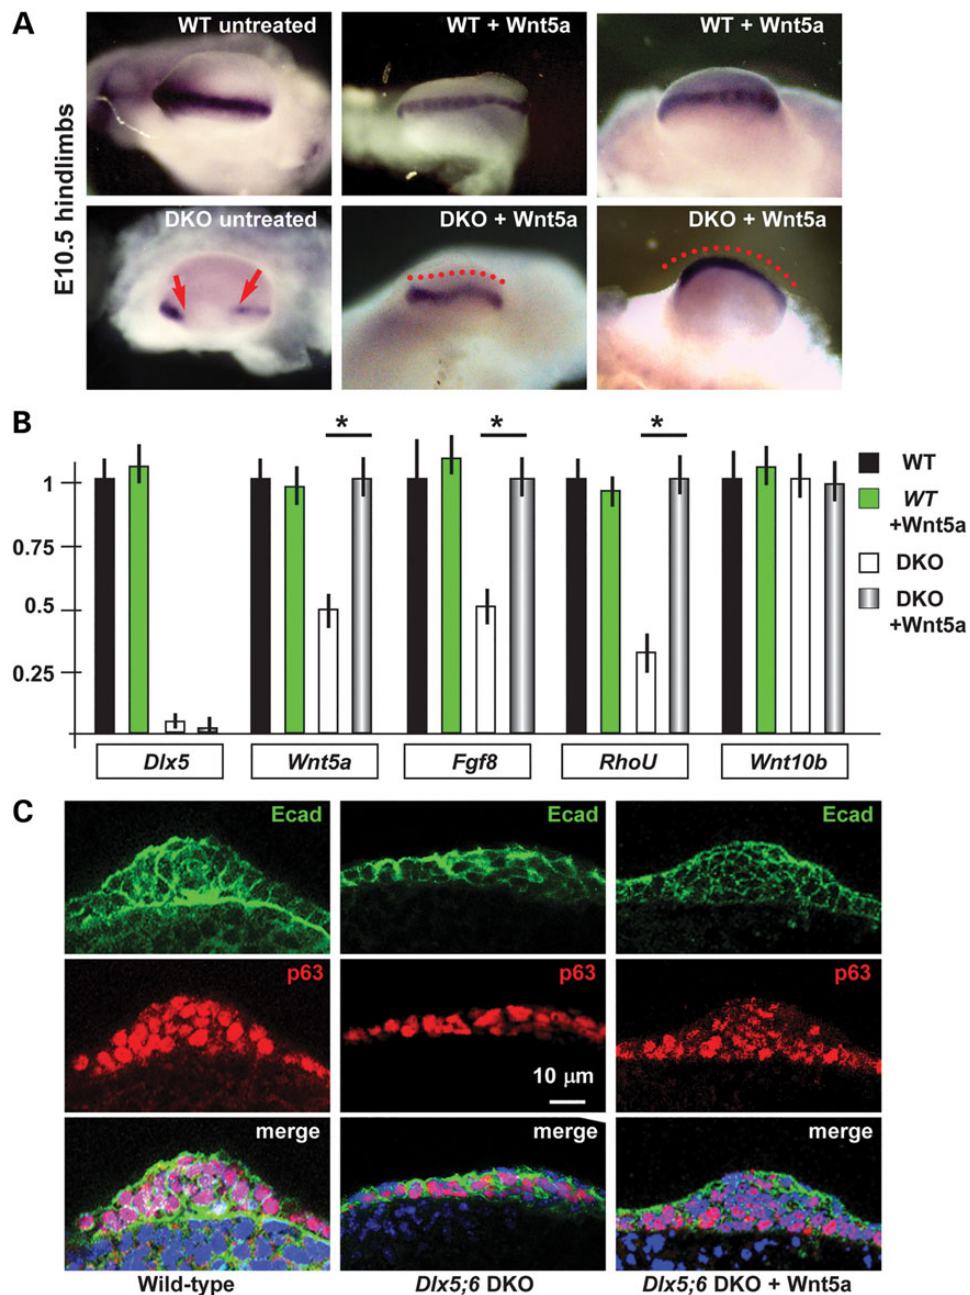 A
WT untreated
WT + Wnt5a
WT + Wnt5a
E10.5 hindlimbs
DKO untreated
DKO + Wnt5a
DKO + Wnt5a
B
* * *
1
0.75
0.5
0.25
WT
WT
+Wnt5a
DKO
DKO
+Wnt5a
Dlx5
Wnt5a
Fgf8
RhoU
Wnt10b
C
Ecad
Ecad
Ecad
p63
p63
p63
10 µm
merge
merge
merge
Wild-type
Dlx5;6 DKO
Dlx5;6 DKO + Wnt5a